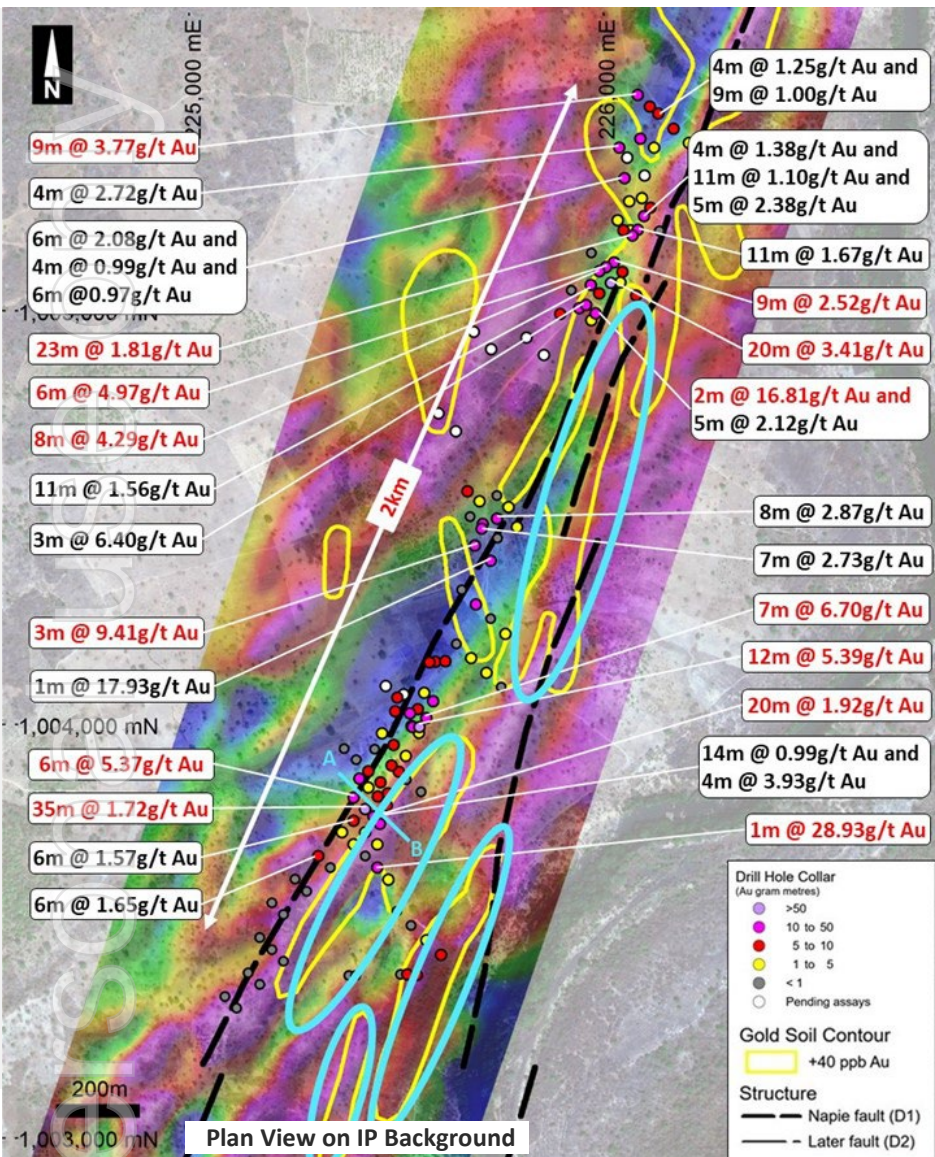 N
225,000 mE
226,000 mE
4m @ 1.25g/t Au and
9m @ 1.00g/t Au
9m @ 3.77g/t Au
4m @ 1.38g/t Au and
11m @ 1.10g/t Au and
5m @ 2.38g/t Au
4m @ 2.72g/t Au
6m @ 2.08g/t Au and
4m @ 0.99g/t Au and
6m @0.97g/t Au
11m @ 1.67g/t Au
9m @ 2.52g/t Au
23m @ 1.81g/t Au
20m @ 3.41g/t Au
6m @ 4.97g/t Au
2m @ 16.81g/t Au and
5m @ 2.12g/t Au
8m @ 4.29g/t Au
11m @ 1.56g/t Au
2km
8m @ 2.87g/t Au
3m @ 6.40g/t Au
7m @ 2.73g/t Au
7m @ 6.70g/t Au
3m @ 9.41g/t Au
12m @ 5.39g/t Au
1m @ 17.93g/t Au
20m @ 1.92g/t Au
-1,004,000 mN
14m @ 0.99g/t Au and
4m @ 3.93g/t Au
6m @ 5.37g/t Au
A
35m @ 1.72g/t Au
B
1m @ 28.93g/t Au
6m @ 1.57g/t Au
6m @ 1.65g/t Au
Drill Hole Collar
(Au gram metres)
>50
10 to 50
5 to 10
1 to 5
< 1
Pending assays
Gold Soil Contour
+40 ppb Au
Structure
Napie fault (D1)
Later fault (D2)
200m
-1,003,000 mN
Plan View on IP Background